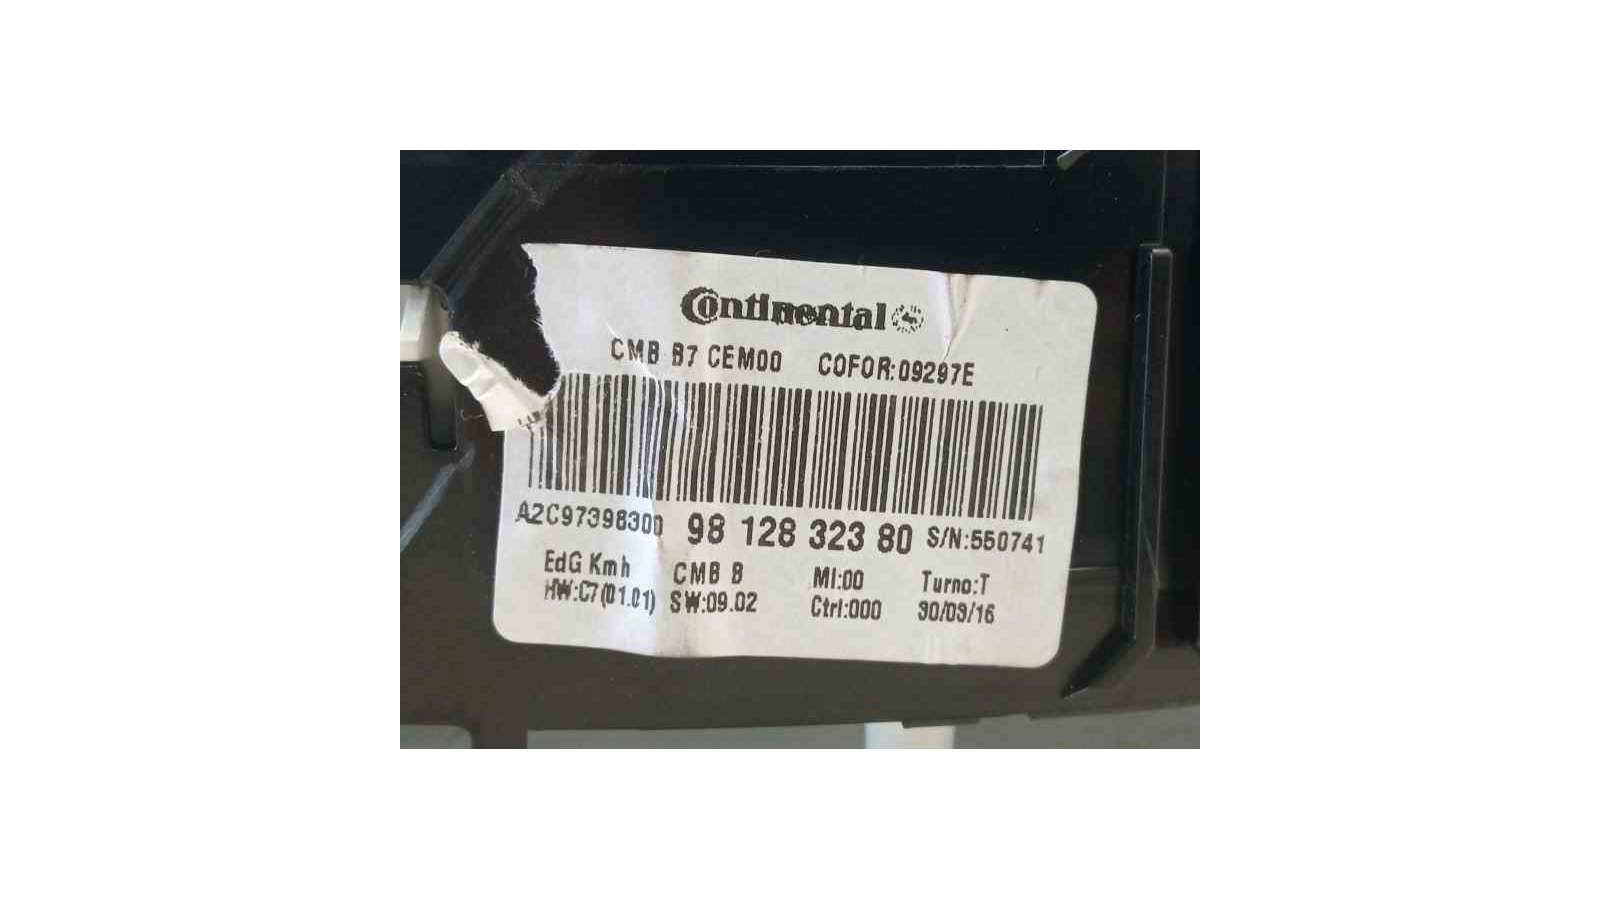 Continental
CMB B7 CEM00 COFOR:09297E
A2C97398300 98 128 323 80 S/N:550741
EdG Kmh CMB B MI:00 Turno:T
HW:C7(01.01) SW:09.02 Ctrl:000 30/03/16